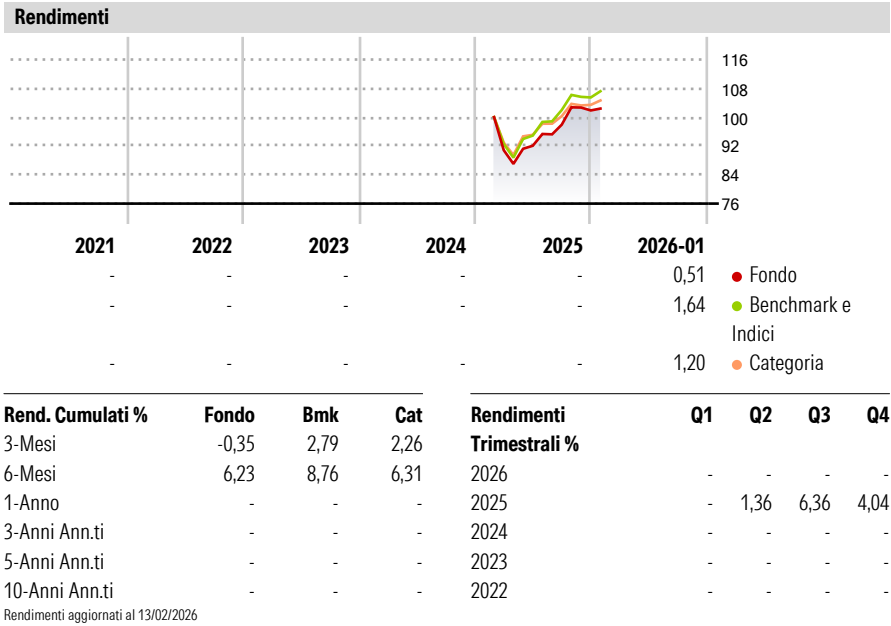 Rendimenti
116
108
100
92
84
76
2021 2022 2023 2024 2025 2026-01
- - - - - 0,51 Fondo
- - - - - 1,64 Benchmark e
Indici
- - - - - 1,20 Categoria
Rend. Cumulati % Fondo Bmk Cat
3-Mesi -0,35 2,79 2,26
6-Mesi 6,23 8,76 6,31
1-Anno - - -
3-Anni Ann.ti - - -
5-Anni Ann.ti - - -
10-Anni Ann.ti - - -
Rendimenti Q1 Q2 Q3 Q4
Trimestrali %
2026 - - - -
2025 - 1,36 6,36 4,04
2024 - - - -
2023 - - - -
2022 - - - -
Rendimenti aggiornati al 13/02/2026